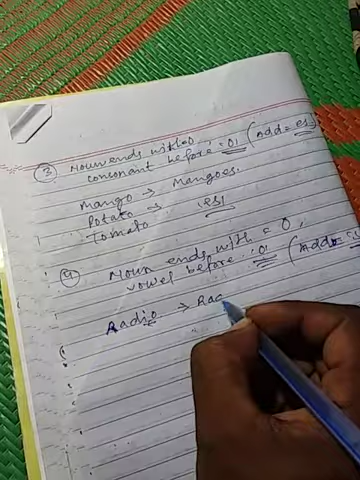 ③ Noun ends with=O,
consonant before=O! (Add=es)
Mango → Mangoes.
Potato →
Tomato "es"
④ Noun ends with=O,
vowel before O! (Add=s
Radio → Rad